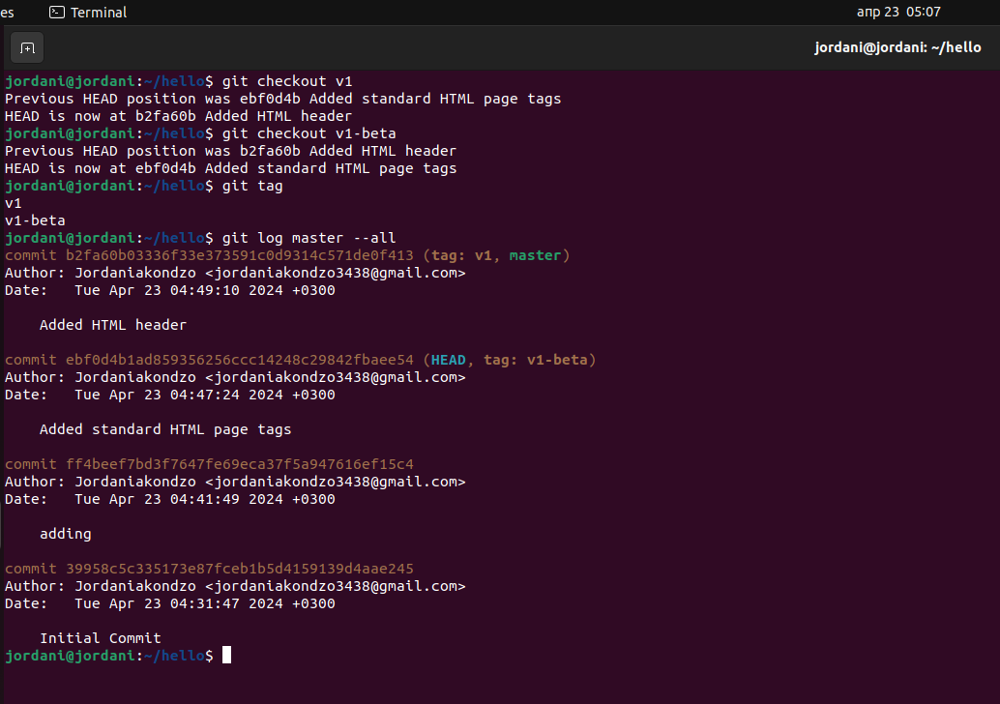 es Terminal апр 23 05:07
jordani@jordani: ~/hello
jordani@jordani:~/hello$ git checkout v1
Previous HEAD position was ebf0d4b Added standard HTML page tags
HEAD is now at b2fa60b Added HTML header
jordani@jordani:~/hello$ git checkout v1-beta
Previous HEAD position was b2fa60b Added HTML header
HEAD is now at ebf0d4b Added standard HTML page tags
jordani@jordani:~/hello$ git tag
v1
v1-beta
jordani@jordani:~/hello$ git log master --all
commit b2fa60b03336f33e373591c0d9314c571de0f413 (tag: v1, master)
Author: Jordaniakondzo <jordaniakondzo3438@gmail.com>
Date:   Tue Apr 23 04:49:10 2024 +0300
    Added HTML header
commit ebf0d4b1ad859356256ccc14248c29842fbaee54 (HEAD, tag: v1-beta)
Author: Jordaniakondzo <jordaniakondzo3438@gmail.com>
Date:   Tue Apr 23 04:47:24 2024 +0300
    Added standard HTML page tags
commit ff4beef7bd3f7647fe69eca37f5a947616ef15c4
Author: Jordaniakondzo <jordaniakondzo3438@gmail.com>
Date:   Tue Apr 23 04:41:49 2024 +0300
    adding
commit 39958c5c335173e87fceb1b5d4159139d4aae245
Author: Jordaniakondzo <jordaniakondzo3438@gmail.com>
Date:   Tue Apr 23 04:31:47 2024 +0300
    Initial Commit
jordani@jordani:~/hello$